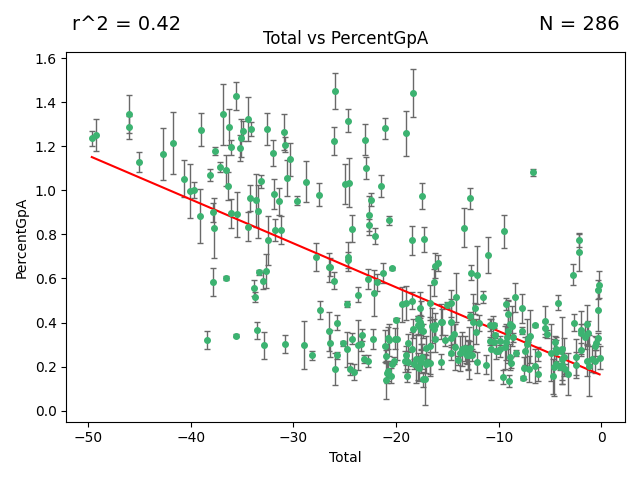 r^2 = 0.42 N = 286
Total vs PercentGpA
1.6
1.4
1.2
1.0
0.8
0.6
0.4
0.2
0.0
PercentGpA
−50 −40 −30 −20 −10 0
Total